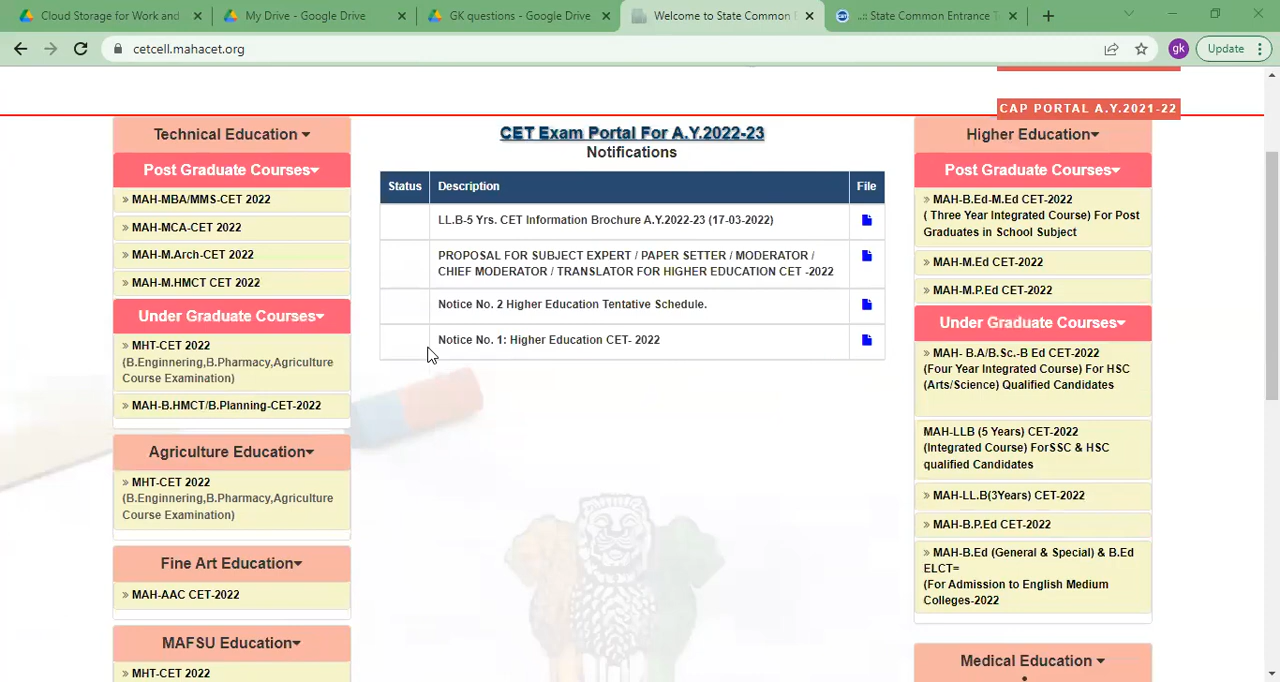 Cloud Storage for Work and
My Drive - Google Drive
GK questions - Google Drive
Welcome to State Common
..:: State Common Entrance T
cetcell.mahacet.org
gk
Update
CAP PORTAL A.Y.2021-22
Technical Education
Post Graduate Courses
» MAH-MBA/MMS-CET 2022
» MAH-MCA-CET 2022
» MAH-M.Arch-CET 2022
» MAH-M.HMCT CET 2022
Under Graduate Courses
» MHT-CET 2022
(B.Enginnering,B.Pharmacy,Agriculture
Course Examination)
» MAH-B.HMCT/B.Planning-CET-2022
Agriculture Education
» MHT-CET 2022
(B.Enginnering,B.Pharmacy,Agriculture
Course Examination)
Fine Art Education
» MAH-AAC CET-2022
MAFSU Education
» MHT-CET 2022
CET Exam Portal For A.Y.2022-23
Notifications
Status Description File
LL.B-5 Yrs. CET Information Brochure A.Y.2022-23 (17-03-2022)
PROPOSAL FOR SUBJECT EXPERT / PAPER SETTER / MODERATOR /
CHIEF MODERATOR / TRANSLATOR FOR HIGHER EDUCATION CET -2022
Notice No. 2 Higher Education Tentative Schedule.
Notice No. 1: Higher Education CET- 2022
Higher Education
Post Graduate Courses
» MAH-B.Ed-M.Ed CET-2022
( Three Year Integrated Course) For Post
Graduates in School Subject
» MAH-M.Ed CET-2022
» MAH-M.P.Ed CET-2022
Under Graduate Courses
» MAH- B.A/B.Sc.-B Ed CET-2022
(Four Year Integrated Course) For HSC
(Arts/Science) Qualified Candidates
MAH-LLB (5 Years) CET-2022
(Integrated Course) ForSSC & HSC
qualified Candidates
» MAH-LL.B(3Years) CET-2022
» MAH-B.P.Ed CET-2022
» MAH-B.Ed (General & Special) & B.Ed
ELCT=
(For Admission to English Medium
Colleges-2022
Medical Education